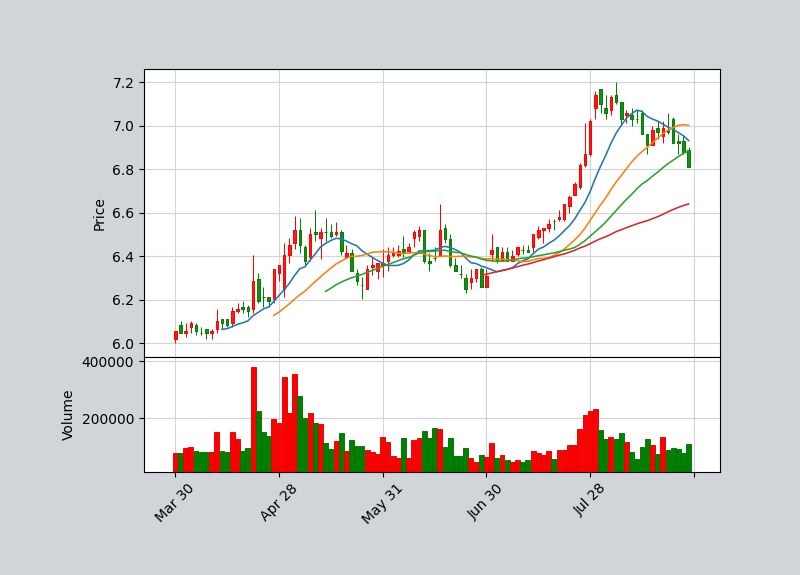 7.2
7.0
6.8
6.6
6.4
6.2
6.0
Price
400000
200000
Volume
Mar 30
Apr 28
May 31
Jun 30
Jul 28